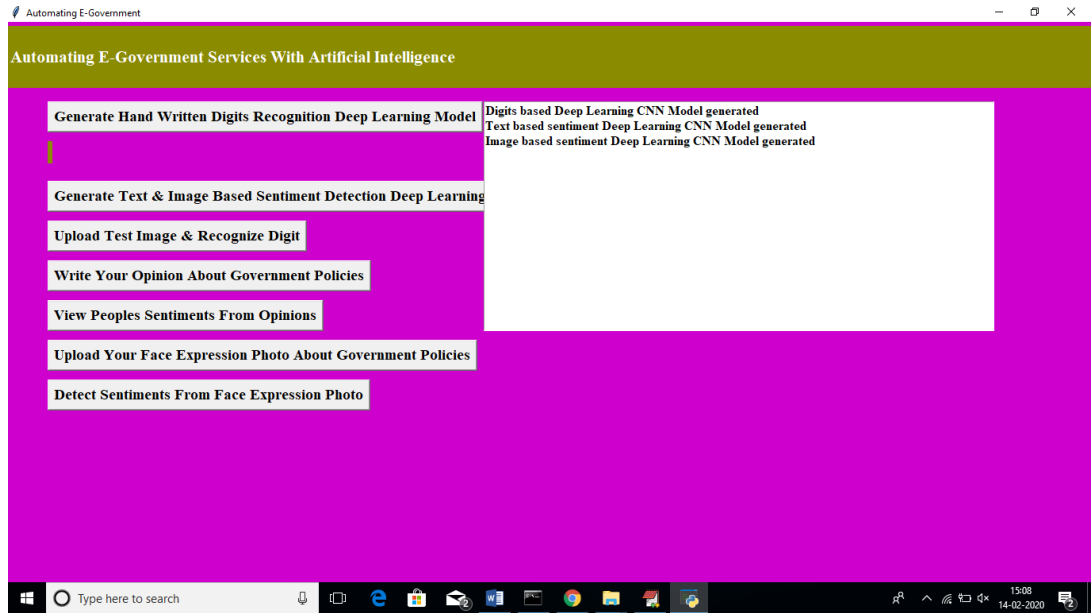 Automating E-Government
Automating E-Government Services With Artificial Intelligence
Generate Hand Written Digits Recognition Deep Learning Model
Digits based Deep Learning CNN Model generated
Text based sentiment Deep Learning CNN Model generated
Image based sentiment Deep Learning CNN Model generated
Generate Text & Image Based Sentiment Detection Deep Learning
Upload Test Image & Recognize Digit
Write Your Opinion About Government Policies
View Peoples Sentiments From Opinions
Upload Your Face Expression Photo About Government Policies
Detect Sentiments From Face Expression Photo
Type here to search
15:08
14-02-2020